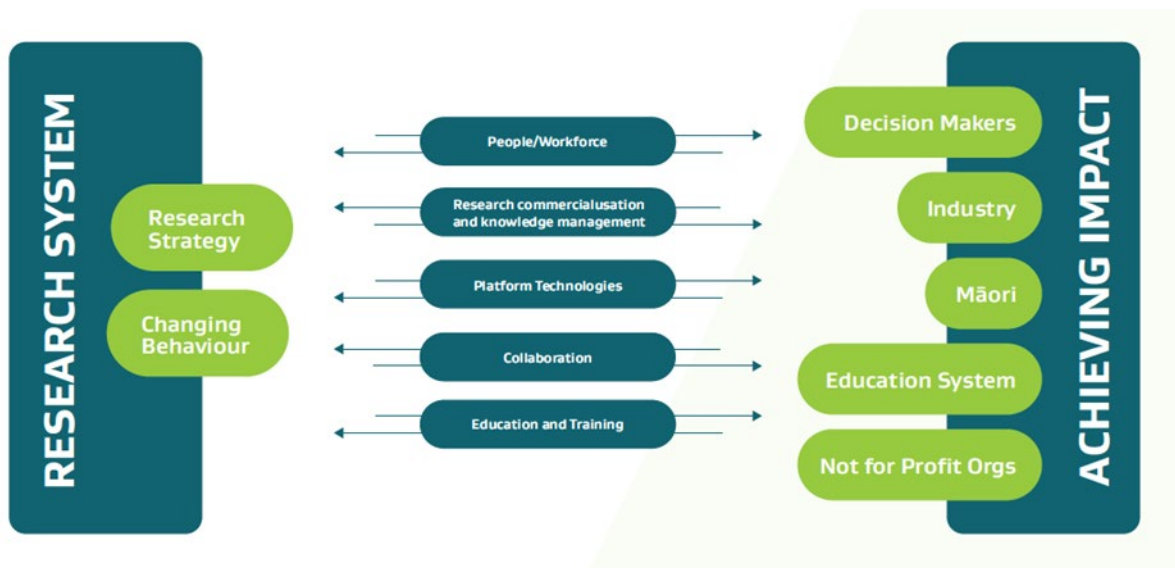 RESEARCH SYSTEM
Research
Strategy
Changing
Behaviour
People/Workforce
Research commercialusation
and knowledge management
Platform Technologies
Collaboration
Education and Training
Decision Makers
Industry
Māori
Education System
Not for Profit Orgs
ACHIEVING IMPACT